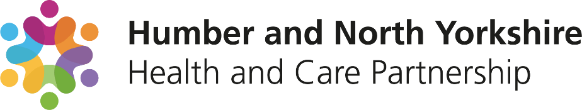 Humber and North Yorkshire
Health and Care Partnership